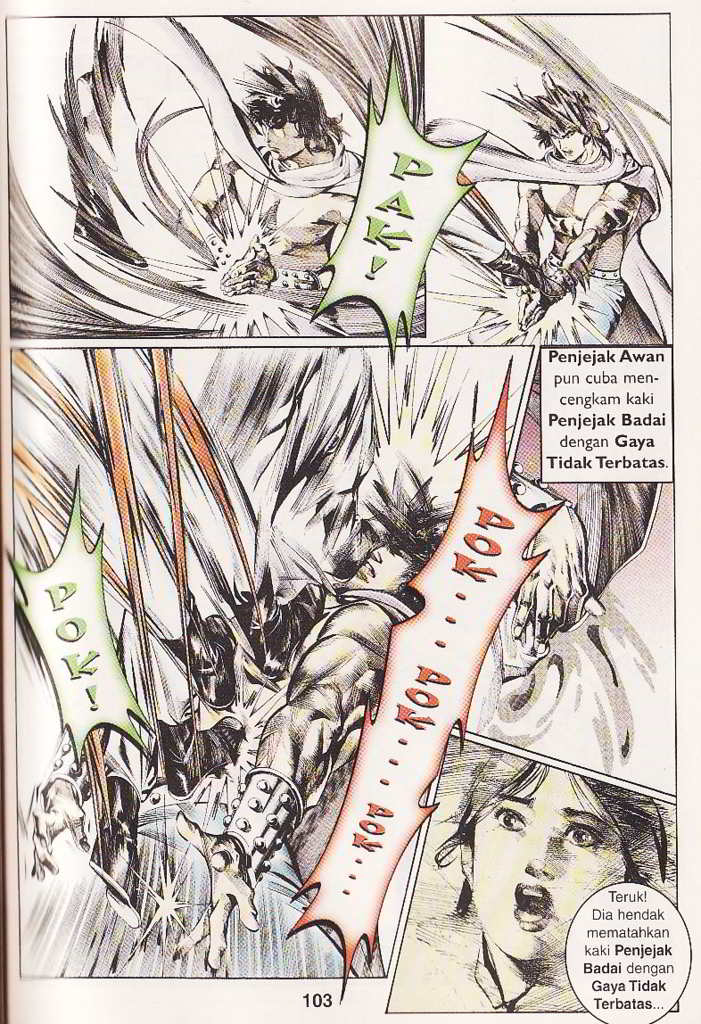 PAK!
Penjejak Awan
pun cuba men-
cengkam kaki
Penjejak Badai
dengan Gaya
Tidak Terbatas.
POK!
POK...
POK....
POK...
Teruk!
Dia hendak
mematahkan
kaki Penjejak
Badai dengan
Gaya Tidak
Terbatas...
103